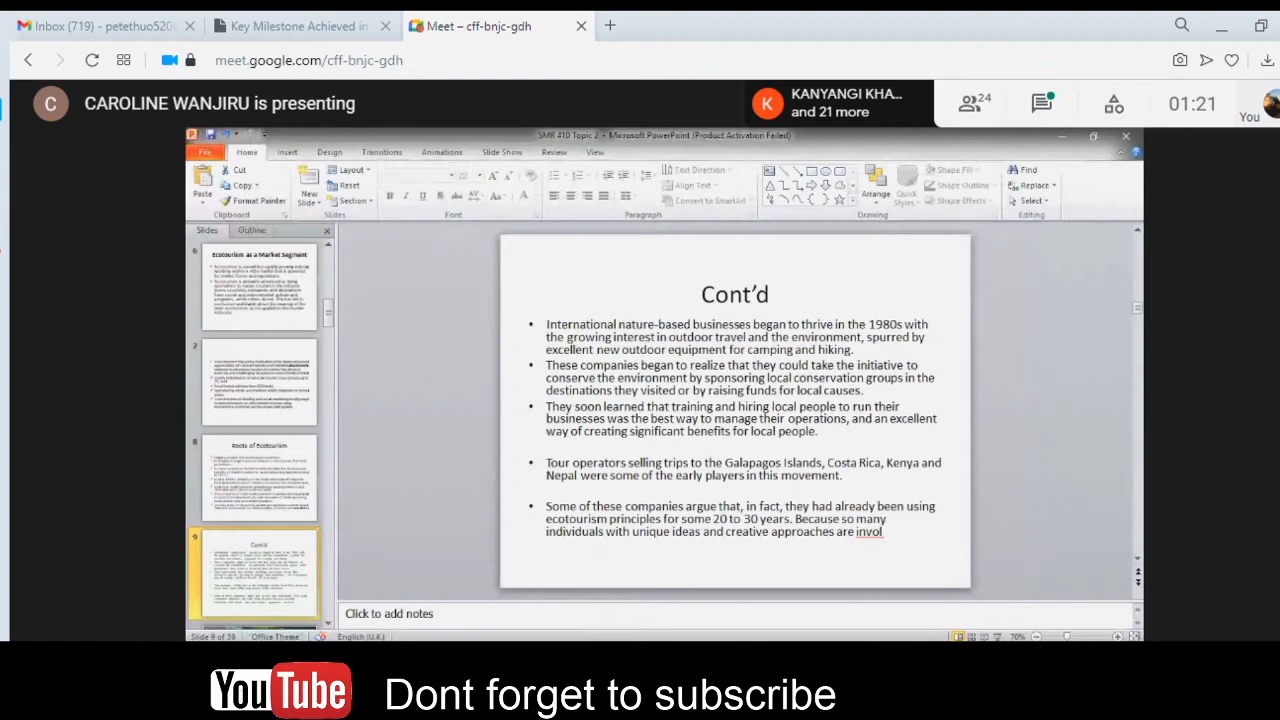 Inbox (719) - petethuo520
Key Milestone Achieved in
Meet – cff-bnjc-gdh
meet.google.com/cff-bnjc-gdh
C
CAROLINE WANJIRU is presenting
K
KANYANGI KHA...
and 21 more
24
01:21
You
SMR 410 Topic 2 - Microsoft PowerPoint (Product Activation Failed)
File Home Insert Design Transitions Animations Slide Show Review View
Paste
Cut
Copy
Format Painter
Clipboard
New
Slide
Layout
Reset
Section
Slides
Font
Text Direction
Align Text
Convert to SmartArt
Paragraph
Arrange
Quick
Styles
Shape Fill
Shape Outline
Shape Effects
Drawing
Find
Replace
Select
Editing
Slides Outline
6
Ecotourism as a Market Segment
7
8
Roots of Ecotourism
9
Cont'd
Cont'd
• International nature-based businesses began to thrive in the 1980s with
the growing interest in outdoor travel and the environment, spurred by
excellent new outdoor equipment for camping and hiking.
• These companies began to realize that they could take the initiative to
conserve the environment by sponsoring local conservation groups in the
destinations they visited or by raising funds for local causes.
• They soon learned that training and hiring local people to run their
businesses was the best way to manage their operations, and an excellent
way of creating significant benefits for local people.
• Tour operators selling trips to the Galapagos Islands, Costa Rica, Kenya and
Nepal were some of the early players in this movement.
• Some of these companies argue that, in fact, they had already been using
ecotourism principles for some 20 to 30 years. Because so many
individuals with unique ideas and creative approaches are invol
Click to add notes
Slide 9 of 39 "Office Theme" English (U.K.) 70%
YouTube Dont forget to subscribe